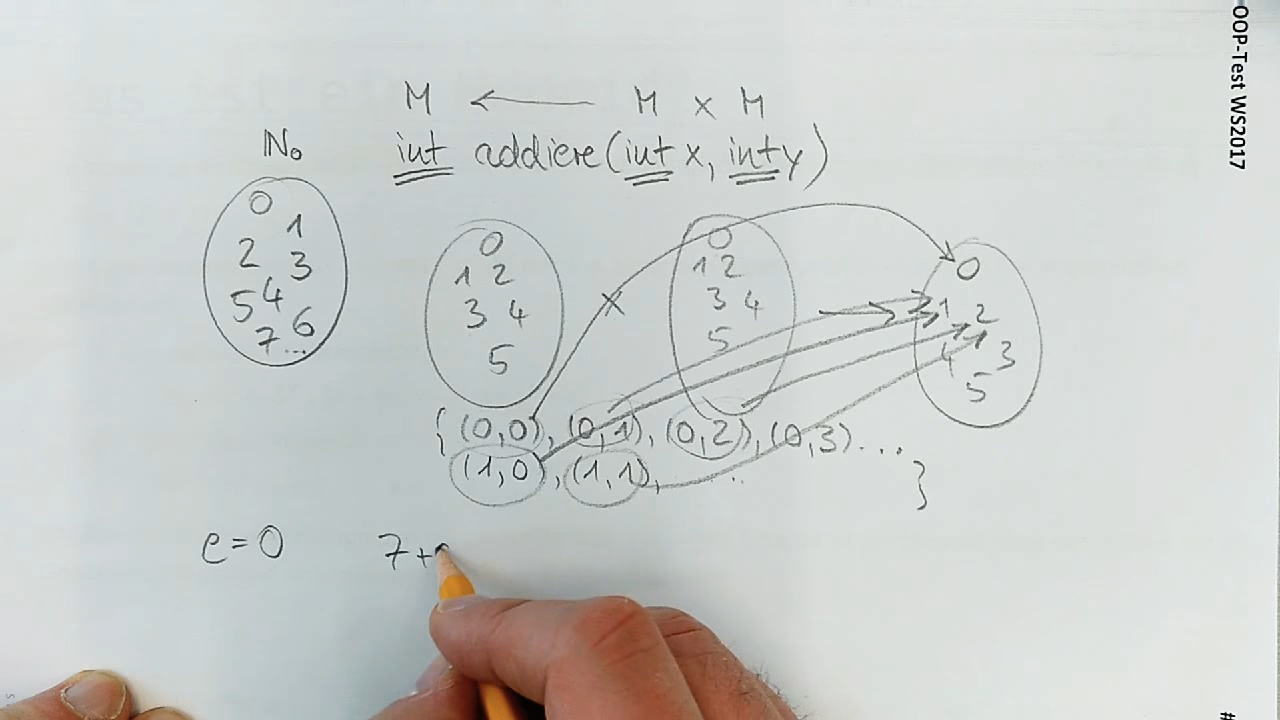 OOP-Test WS2017
M ← M x M
N₀
int addiere(int x, int y)
0
1
2 3
5 4 6
7...
0
1 2
3 4
5
0
1 2
3 4
5
0
1 2
4 3
5
{(0,0), (0,1), (0,2), (0,3)...
(1,0), (1,1), ..
}
e=0 7+
#